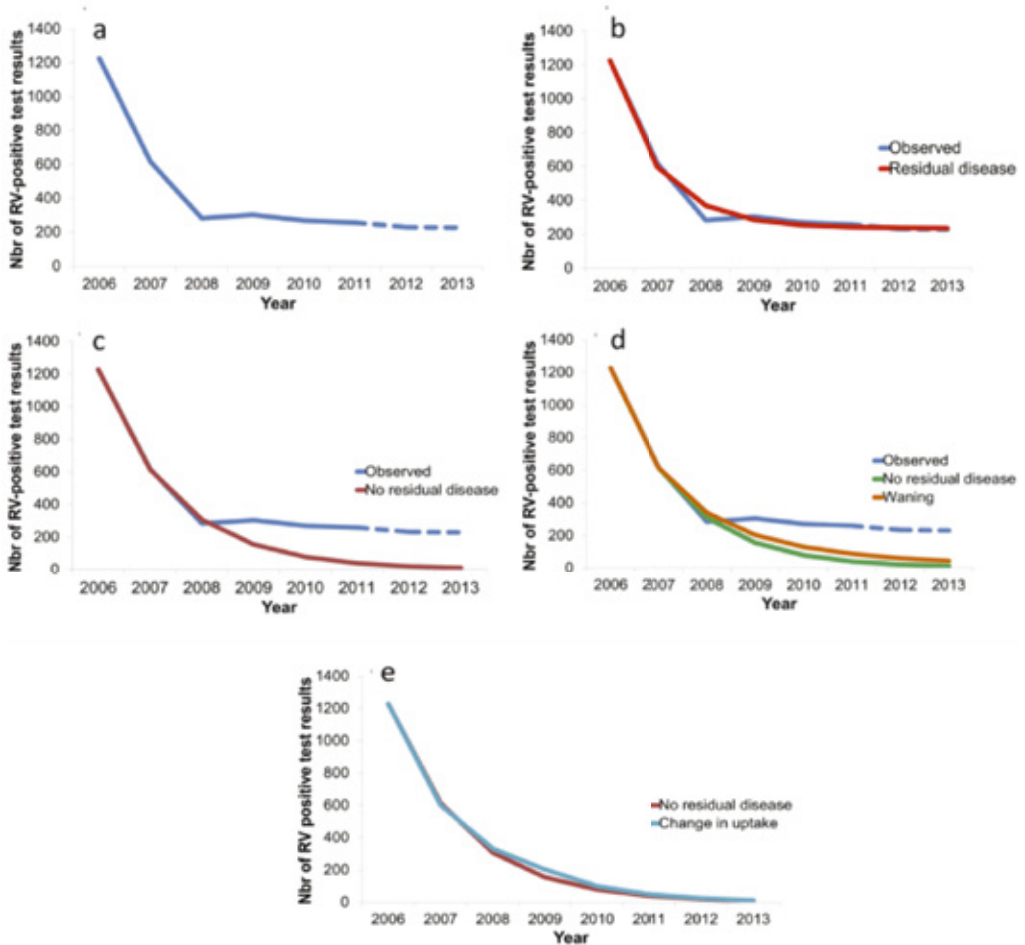 a
Nbr of RV-positive test results
1400
1200
1000
800
600
400
200
0
2006 2007 2008 2009 2010 2011 2012 2013
Year
b
Nbr of RV-positive test results
1400
1200
1000
800
600
400
200
0
Observed
Residual disease
2006 2007 2008 2009 2010 2011 2012 2013
Year
c
Nbr of RV-positive test results
1400
1200
1000
800
600
400
200
0
Observed
No residual disease
2006 2007 2008 2009 2010 2011 2012 2013
Year
d
Nbr of RV-positive test results
1400
1200
1000
800
600
400
200
0
Observed
No residual disease
Waning
2006 2007 2008 2009 2010 2011 2012 2013
Year
e
Nbr of RV positive test results
1400
1200
1000
800
600
400
200
0
No residual disease
Change in uptake
2006 2007 2008 2009 2010 2011 2012 2013
Year